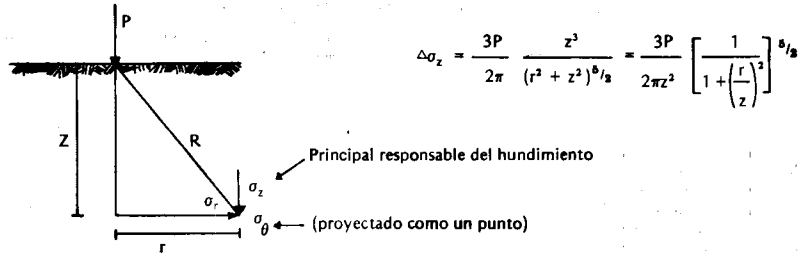 P
Δσz = 3P/2π z³/(r² + z²)^5/2 = 3P/2πz² [1/1+(r/z)²]^5/2
Z
R
Principal responsable del hundimiento
σz
σr
σθ
(proyectado como un punto)
r